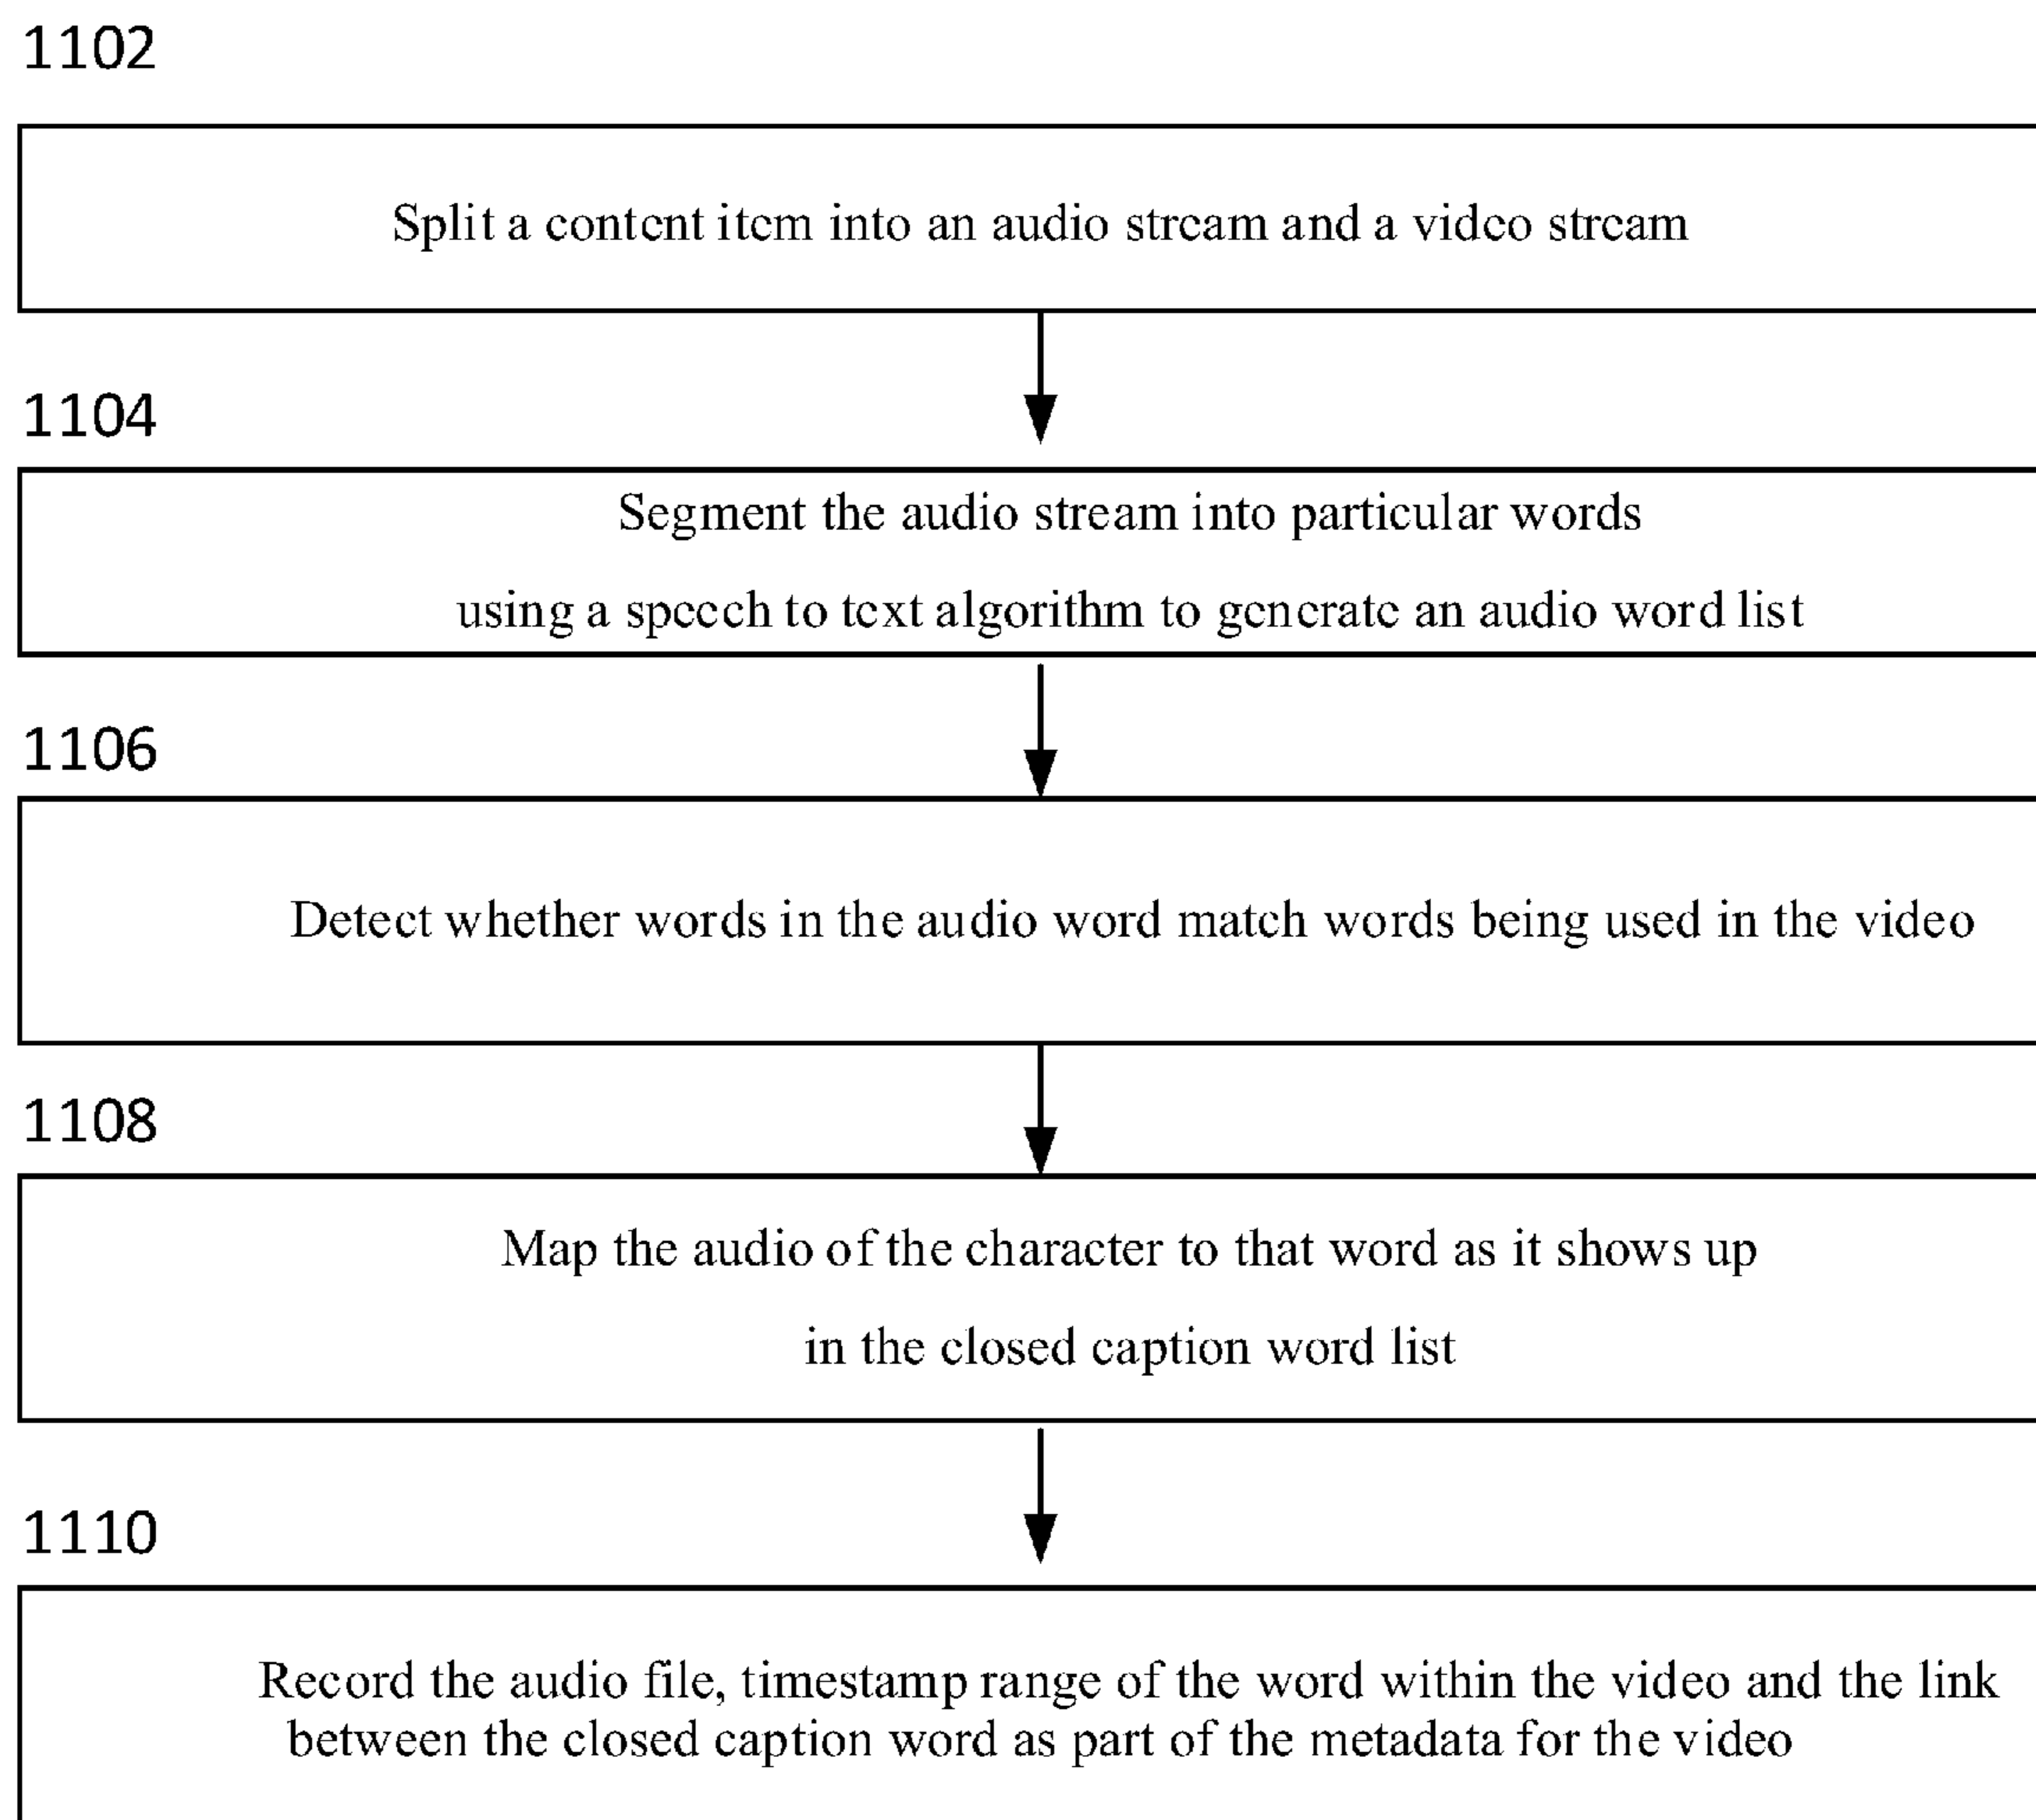 1102
Split a content item into an audio stream and a video stream
1104
Segment the audio stream into particular words
using a speech to text algorithm to generate an audio word list
1106
Detect whether words in the audio word match words being used in the video
1108
Map the audio of the character to that word as it shows up
in the closed caption word list
1110
Record the audio file, timestamp range of the word within the video and the link
between the closed caption word as part of the metadata for the video